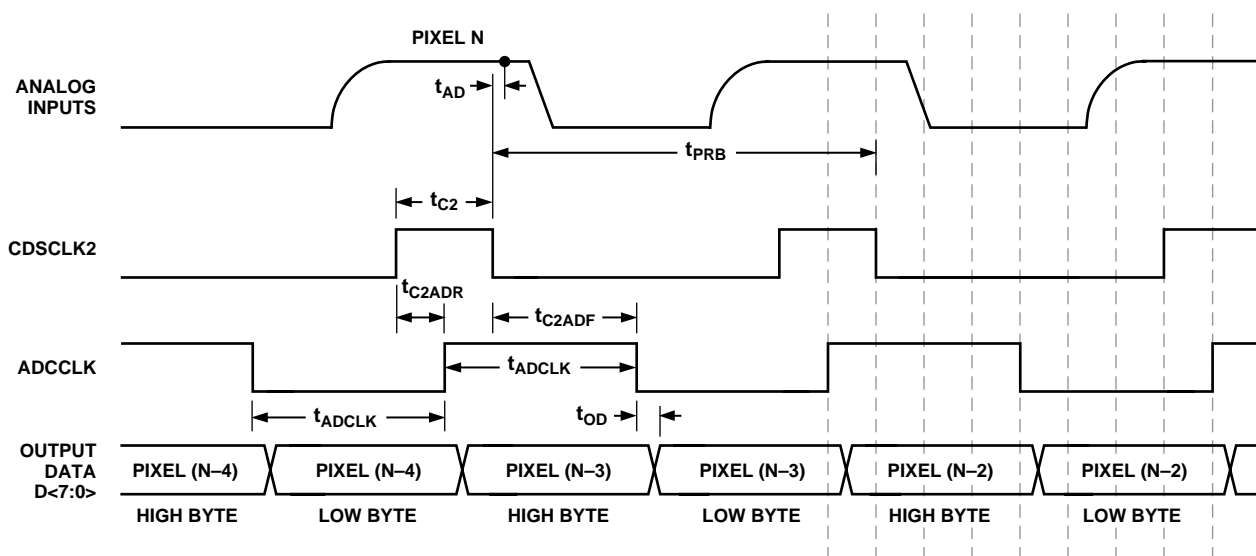 PIXEL N
ANALOG
INPUTS
tAD
tPRB
tC2
CDSCLK2
tC2ADR
tC2ADF
ADCCLK
tADCLK
tADCLK
tOD
OUTPUT
DATA
D<7:0>
PIXEL (N–4) PIXEL (N–4) PIXEL (N–3) PIXEL (N–3) PIXEL (N–2) PIXEL (N–2)
HIGH BYTE LOW BYTE HIGH BYTE LOW BYTE HIGH BYTE LOW BYTE